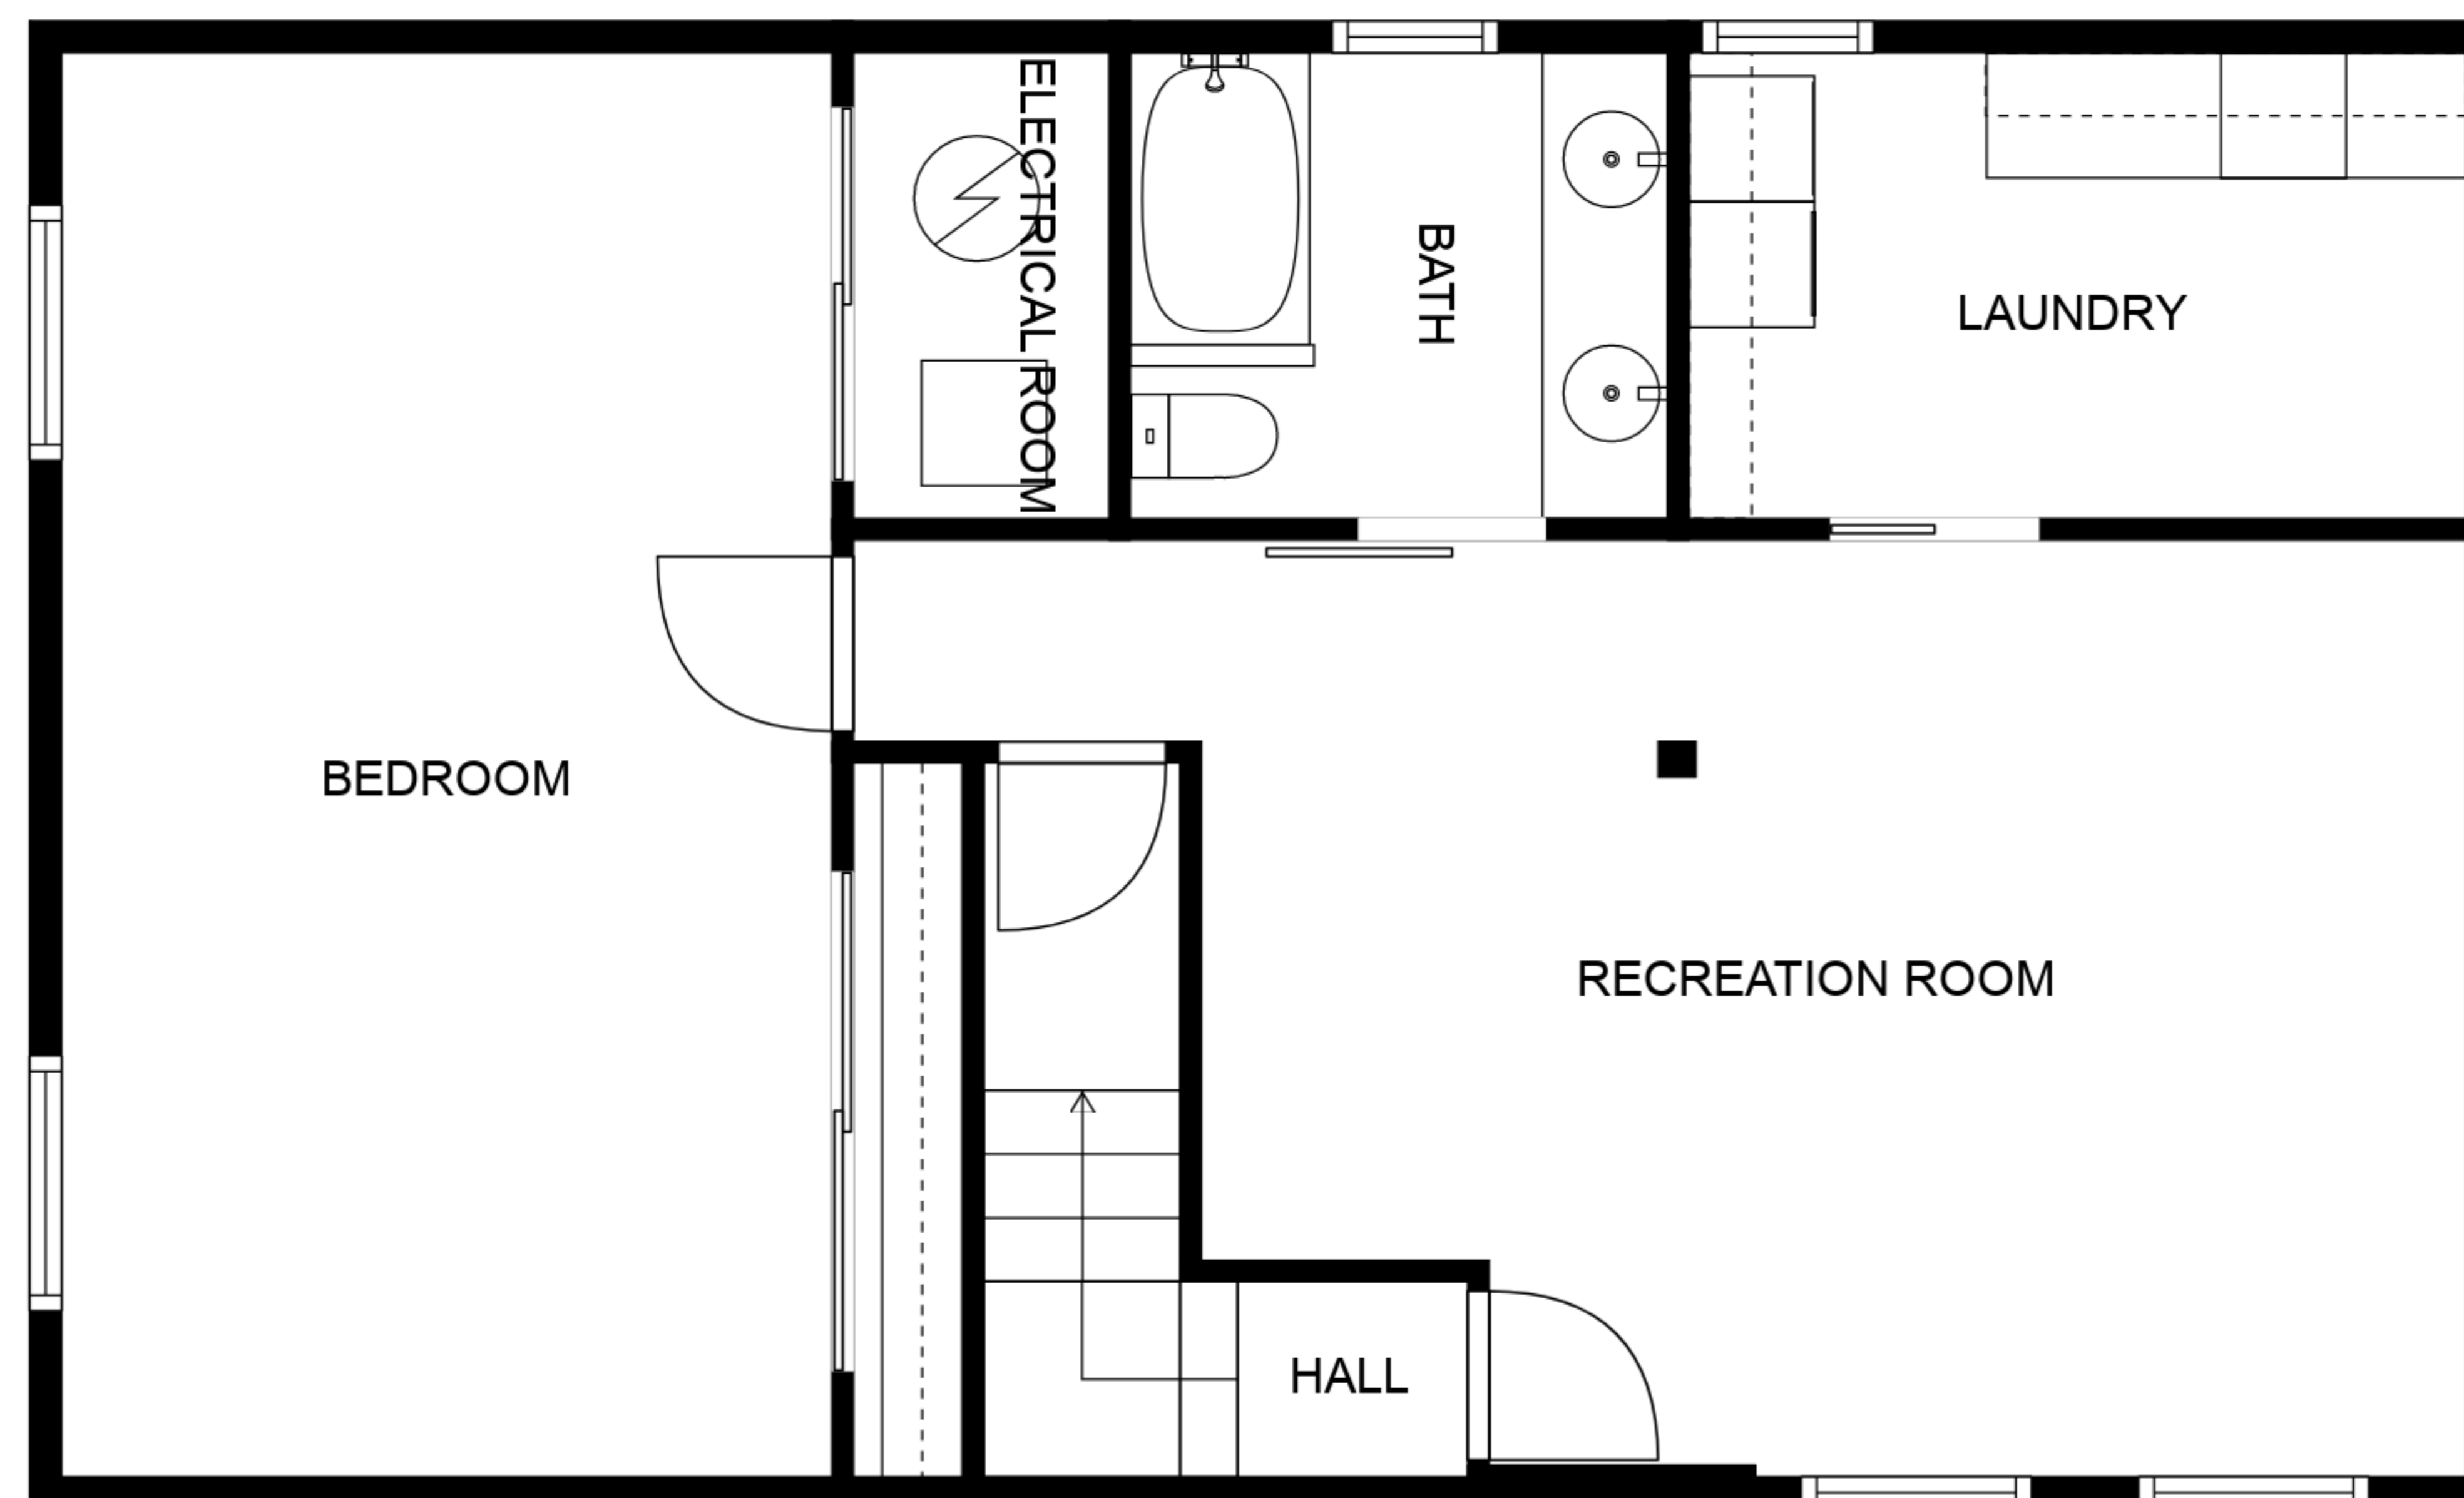 ELECTRICAL ROOM
BATH
LAUNDRY
BEDROOM
RECREATION ROOM
HALL